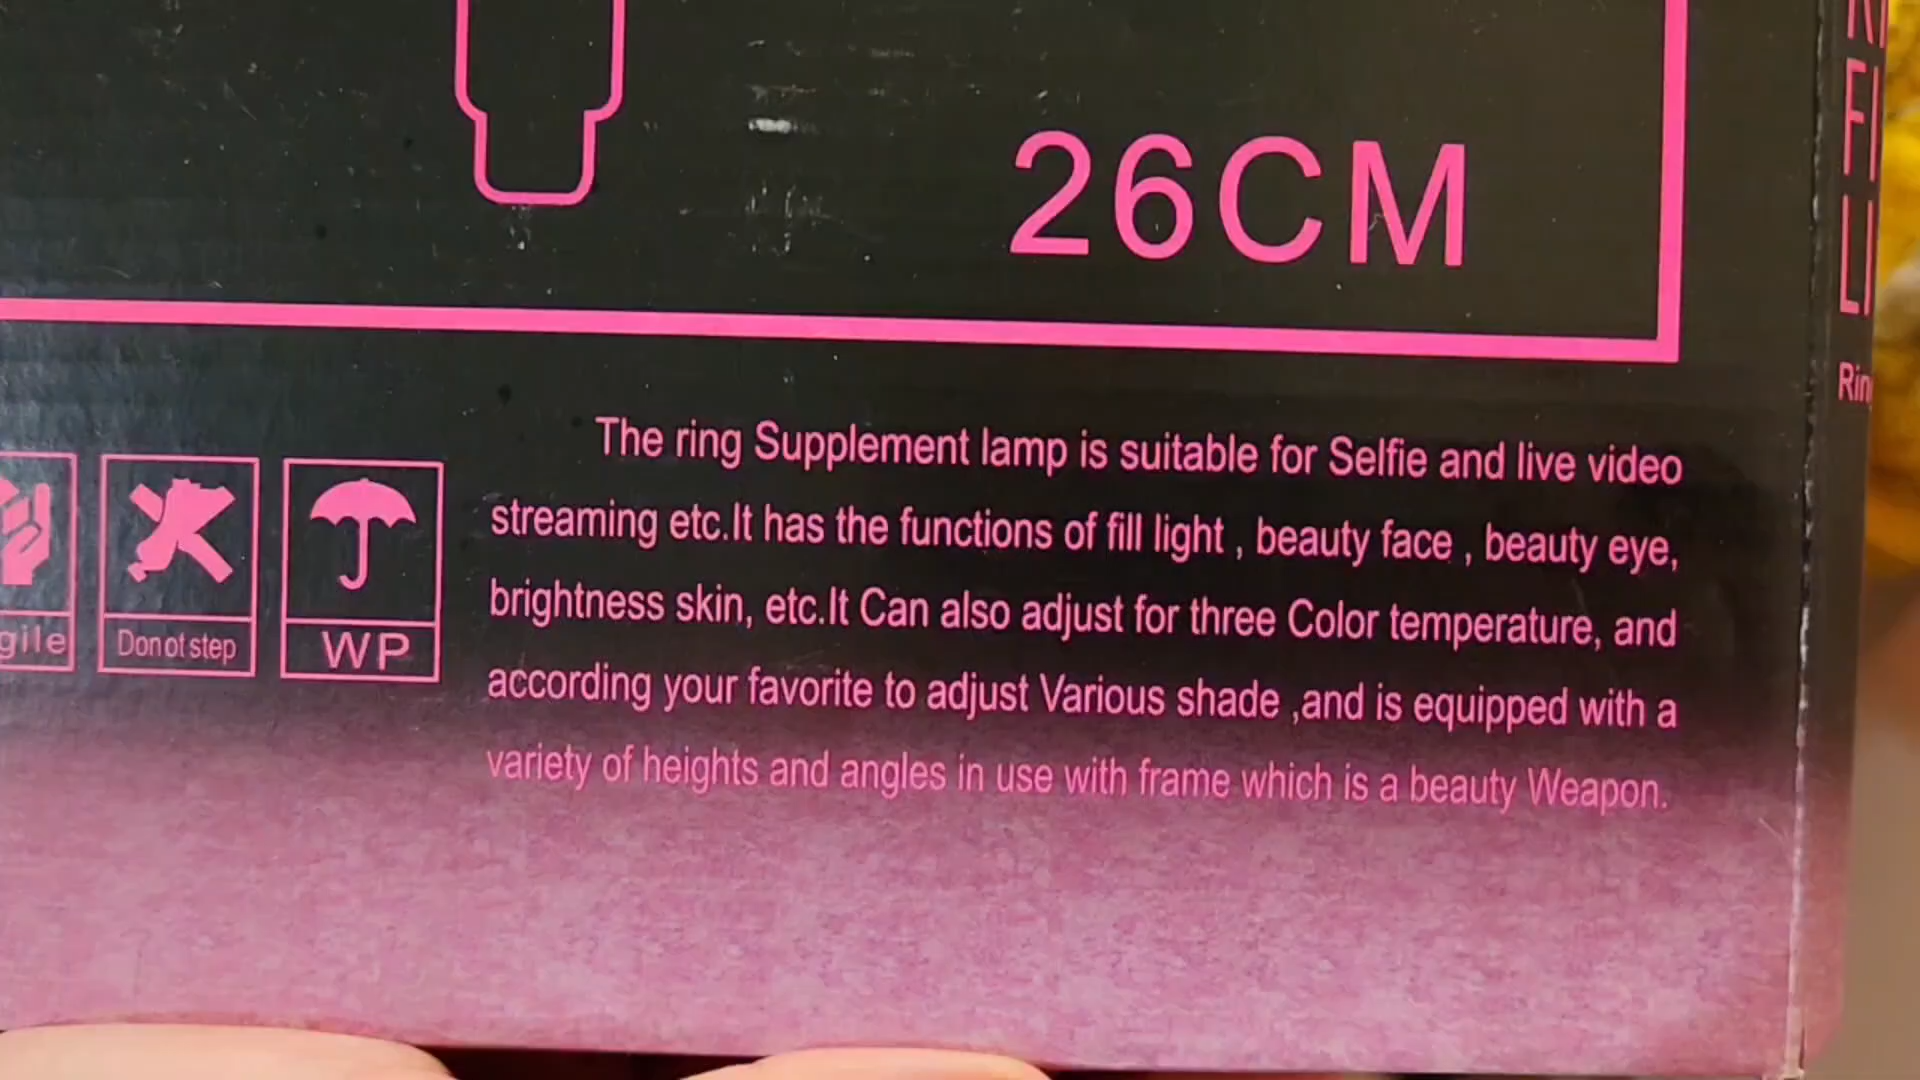 26CM
The ring Supplement lamp is suitable for Selfie and live video
streaming etc.It has the functions of fill light , beauty face , beauty eye,
brightness skin, etc.It Can also adjust for three Color temperature, and
according your favorite to adjust Various shade ,and is equipped with a
variety of heights and angles in use with frame which is a beauty Weapon.
gile
Do not step
WP
FI
LI
Rin